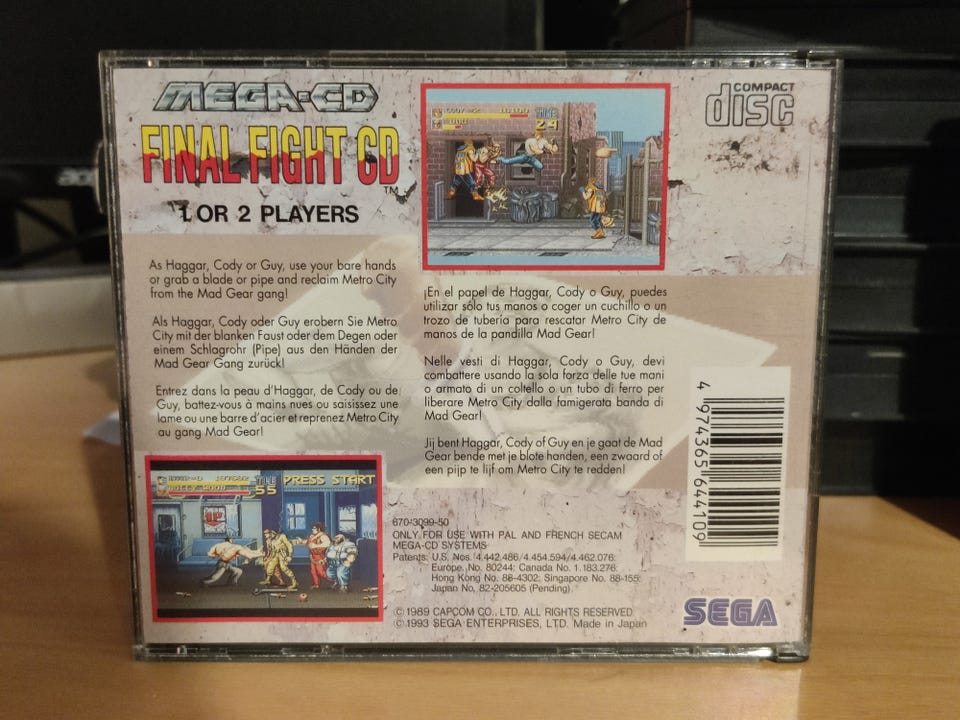 MEGA-CD
FINAL FIGHT CD
TM
1 OR 2 PLAYERS
COMPACT
disc
As Haggar, Cody or Guy, use your bare hands
or grab a blade or pipe and reclaim Metro City
from the Mad Gear gang!
Als Haggar, Cody oder Guy erobern Sie Metro
City mit der blanken Faust oder dem Degen oder
einem Schlagrohr (Pipe) aus den Händen der
Mad Gear Gang zurück!
Entrez dans la peau d'Haggar, de Cody ou de
Guy, battez-vous à mains nues ou saisissez une
lame ou une barre d'acier et reprenez Metro City
au gang Mad Gear!
¡En el papel de Haggar, Cody o Guy, puedes
utilizar sólo tus manos o coger un cuchillo o un
trozo de tubería para rescatar Metro City de
manos de la pandilla Mad Gear!
Nelle vesti di Haggar, Cody o Guy, devi
combattere usando la sola forza delle tue mani
o armato di un coltello o un tubo di ferro per
liberare Metro City dalla famigerata banda di
Mad Gear!
Jij bent Haggar, Cody of Guy en je gaat de Mad
Gear bende met je blote handen, een zwaard of
een pijp te lijf om Metro City te redden!
PRESS START
55
670-3099-50
ONLY FOR USE WITH PAL AND FRENCH SECAM
MEGA-CD SYSTEMS
Patents: U.S. Nos. 4.442.486/4.454.594/4.462.076;
Europe. No. 80244; Canada No. 1.183.276;
Hong Kong No. 88-4302; Singapore No. 88-155;
Japan No. 82-205605 (Pending)
© 1989 CAPCOM CO., LTD. ALL RIGHTS RESERVED.
© 1993 SEGA ENTERPRISES, LTD. Made in Japan
4 974365 644109
SEGA